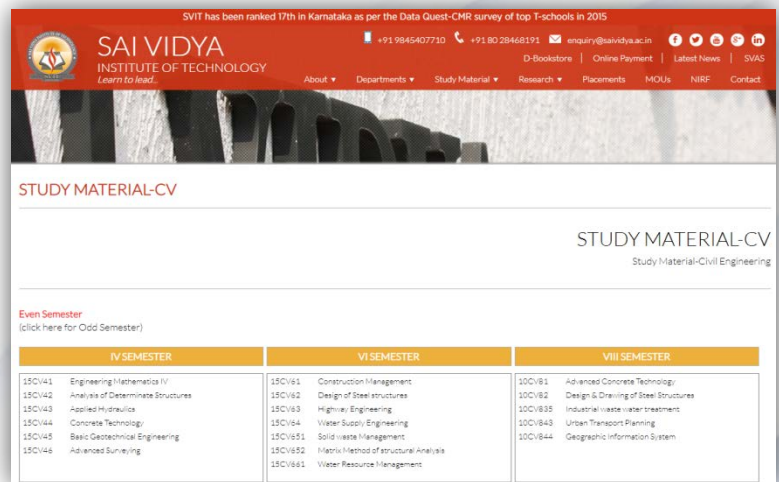 SVIT has been ranked 17th in Karnataka as per the Data Quest-CMR survey of top T-schools in 2015
SAI VIDYA
INSTITUTE OF TECHNOLOGY
Learn to lead...
+91 9845407710 +91 80 28468191 enquiry@saividya.ac.in
D-Bookstore | Online Payment | Latest News | SVAS
About Departments Study Material Research Placements MOUs NIRF Contact
STUDY MATERIAL-CV
STUDY MATERIAL-CV
Study Material-Civil Engineering
Even Semester
(click here for Odd Semester)
IV SEMESTER
15CV41 Engineering Mathematics IV
15CV42 Analysis of Determinate Structures
15CV43 Applied Hydraulics
15CV44 Concrete Technology
15CV45 Basic Geotechnical Engineering
15CV46 Advanced Surveying
VI SEMESTER
15CV61 Construction Management
15CV62 Design of Steel structures
15CV63 Highway Engineering
15CV64 Water Supply Engineering
15CV651 Solid waste Management
15CV652 Matrix Method of structural Analysis
15CV661 Water Resource Management
VIII SEMESTER
10CV81 Advanced Concrete Technology
10CV82 Design & Drawing of Steel Structures
10CV835 Industrial waste water treatment
10CV843 Urban Transport Planning
10CV844 Geographic Information System